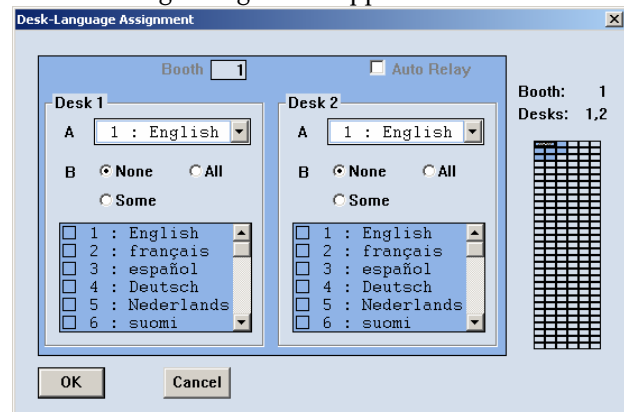 Desk-Language Assignment
Booth 1 Auto Relay
Booth: 1
Desks: 1,2
Desk 1
A 1 : English
B None All
Some
1 : English
2 : français
3 : español
4 : Deutsch
5 : Nederlands
6 : suomi
Desk 2
A 1 : English
B None All
Some
1 : English
2 : français
3 : español
4 : Deutsch
5 : Nederlands
6 : suomi
OK Cancel